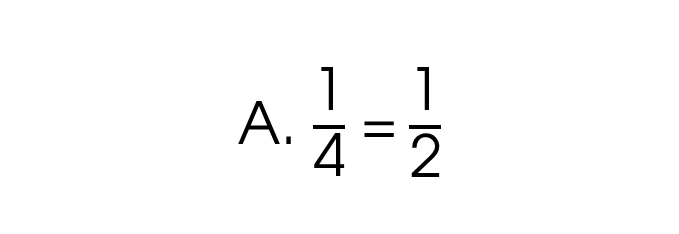 A. 1/4 = 1/2